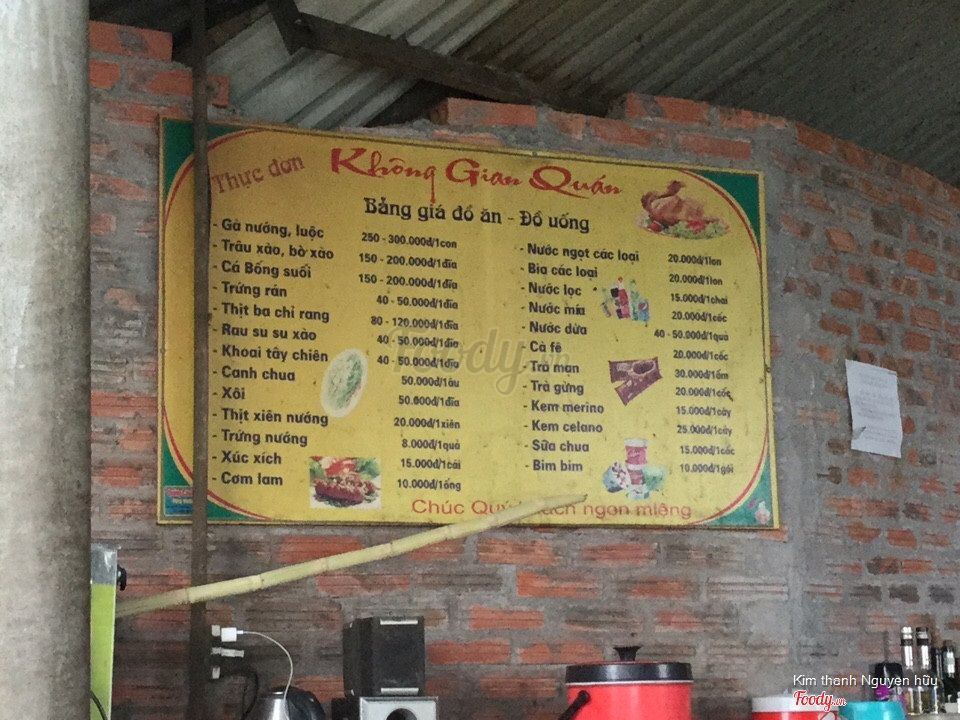 Thực đơn
Không Gian Quán
Bảng giá đồ ăn - Đồ uống
- Gà nướng, luộc 250 - 300.000đ/1con
- Trâu xào, bò xào 150 - 200.000đ/1đĩa
- Cá Bống suối 150 - 200.000đ/1đĩa
- Trứng rán 40 - 50.000đ/1đĩa
- Thịt ba chỉ rang 80 - 120.000đ/1đĩa
- Rau su su xào 40 - 50.000đ/1đĩa
- Khoai tây chiên 40 - 50.000đ/1đĩa
- Canh chua 50.000đ/1âu
- Xôi 50.000đ/1đĩa
- Thịt xiên nướng 20.000đ/1xiên
- Trứng nướng 8.000đ/1quả
- Xúc xích 15.000đ/1cái
- Cơm lam 10.000đ/1ống
- Nước ngọt các loại 20.000đ/1lon
- Bia các loại 20.000đ/1lon
- Nước lọc 15.000đ/1chai
- Nước mía 20.000đ/1cốc
- Nước dừa 40 - 50.000đ/1quả
- Cà fê 20.000đ/1cốc
- Trà mạn 30.000đ/1ấm
- Trà gừng 20.000đ/1cốc
- Kem merino 15.000đ/1cây
- Kem celano 25.000đ/1cây
- Sữa chua 15.000đ/1cốc
- Bim bim 10.000đ/1gói
Chúc Quý ngon miệng
Foody.vn
Kim thanh Nguyen hữu
Foody.vn